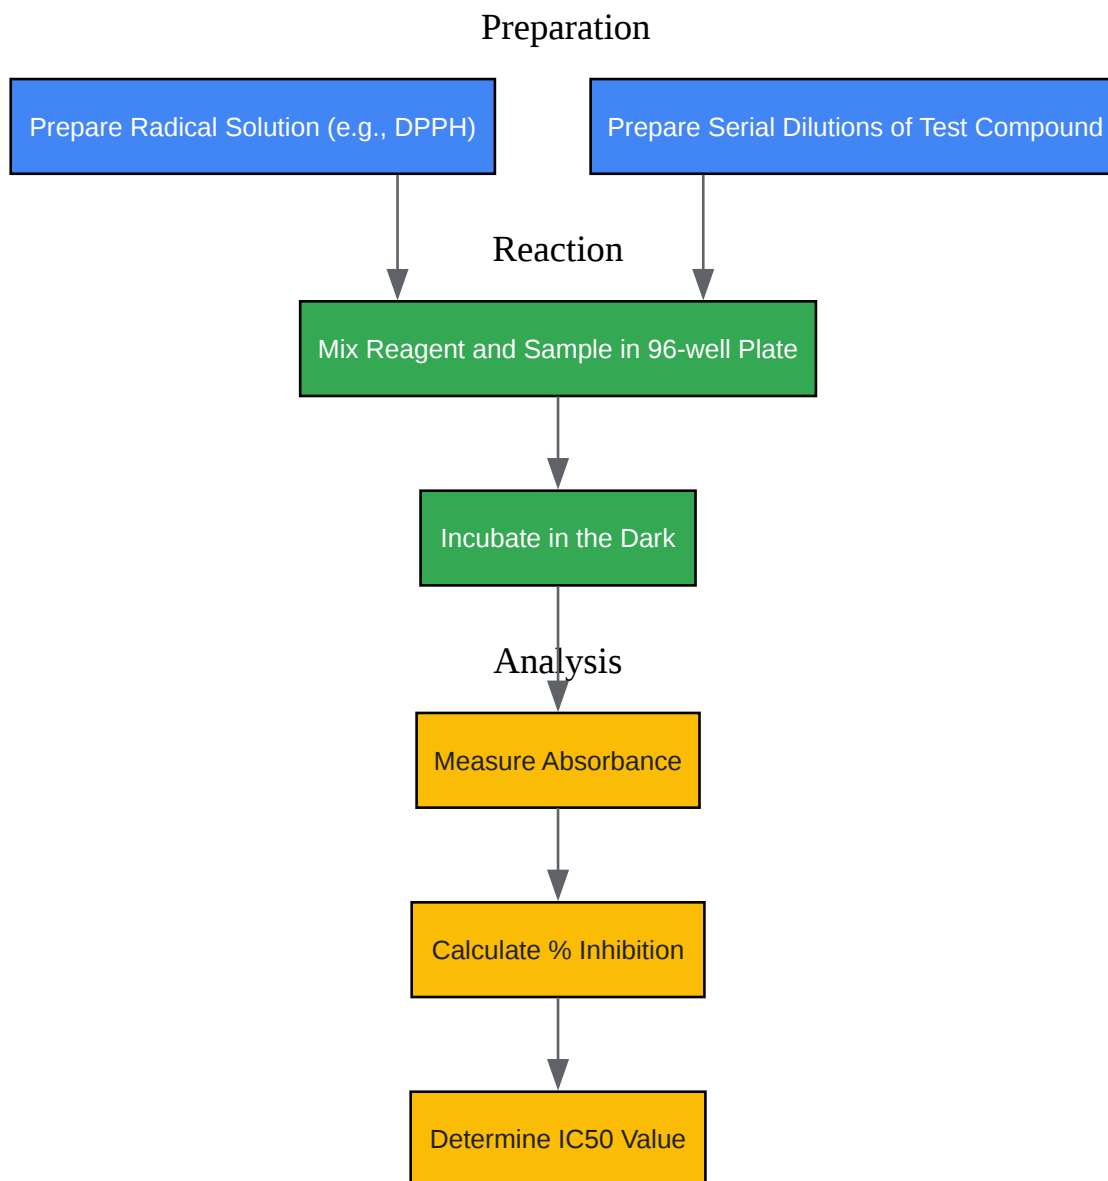 Preparation
Prepare Radical Solution (e.g., DPPH)
Prepare Serial Dilutions of Test Compound
Reaction
Mix Reagent and Sample in 96-well Plate
Incubate in the Dark
Analysis
Measure Absorbance
Calculate % Inhibition
Determine IC50 Value